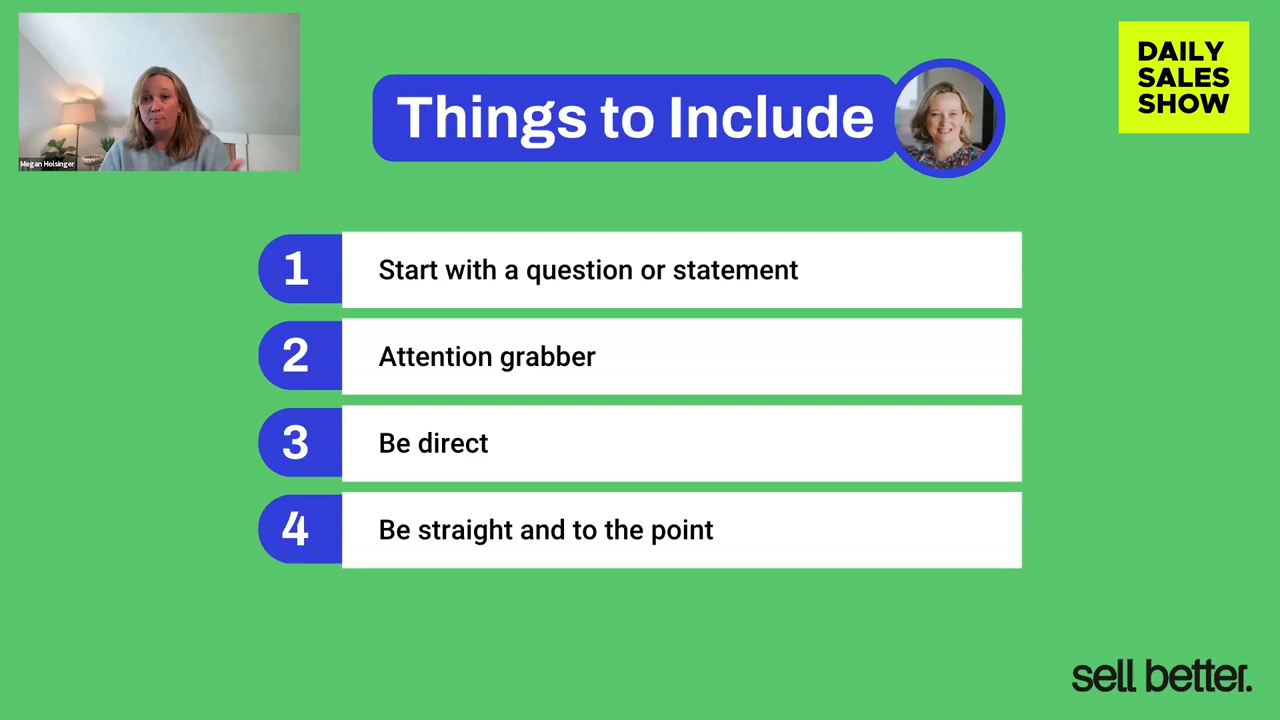 Megan Holsinger
Things to Include
DAILY
SALES
SHOW
1
Start with a question or statement
2
Attention grabber
3
Be direct
4
Be straight and to the point
sell better.